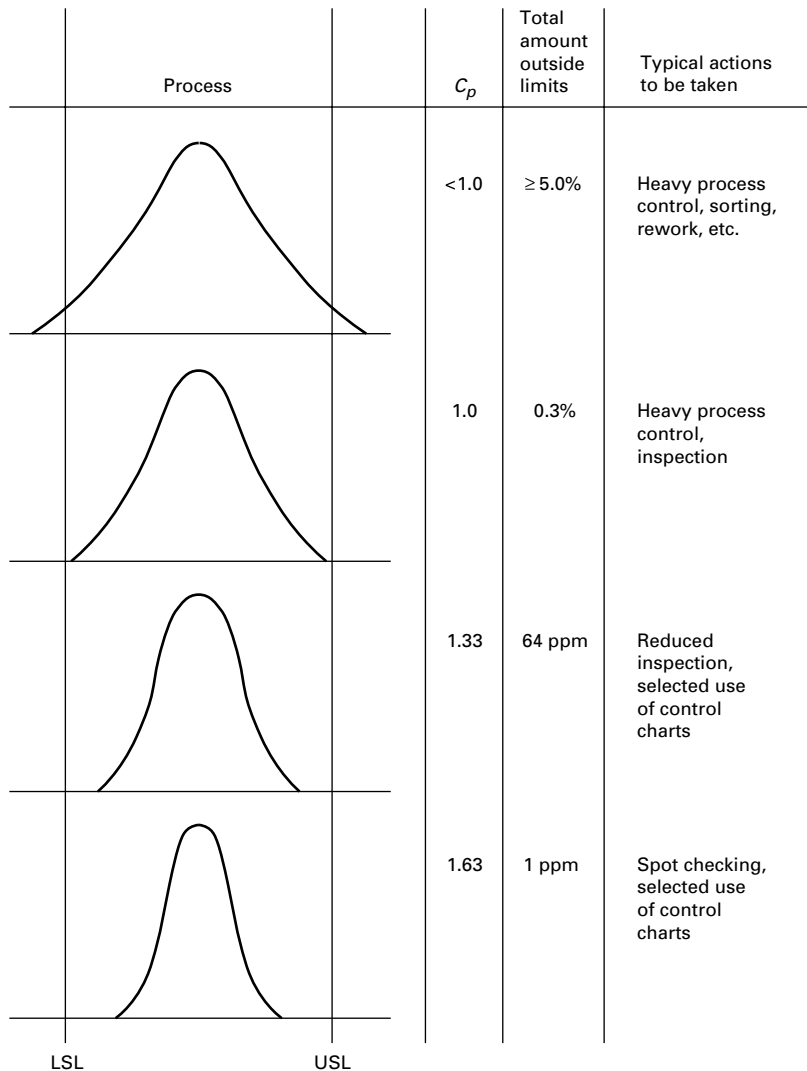 Process
C_p
Total
amount
outside
limits
Typical actions
to be taken
<1.0
≥ 5.0%
Heavy process
control, sorting,
rework, etc.
1.0
0.3%
Heavy process
control,
inspection
1.33
64 ppm
Reduced
inspection,
selected use
of control
charts
1.63
1 ppm
Spot checking,
selected use
of control
charts
LSL
USL